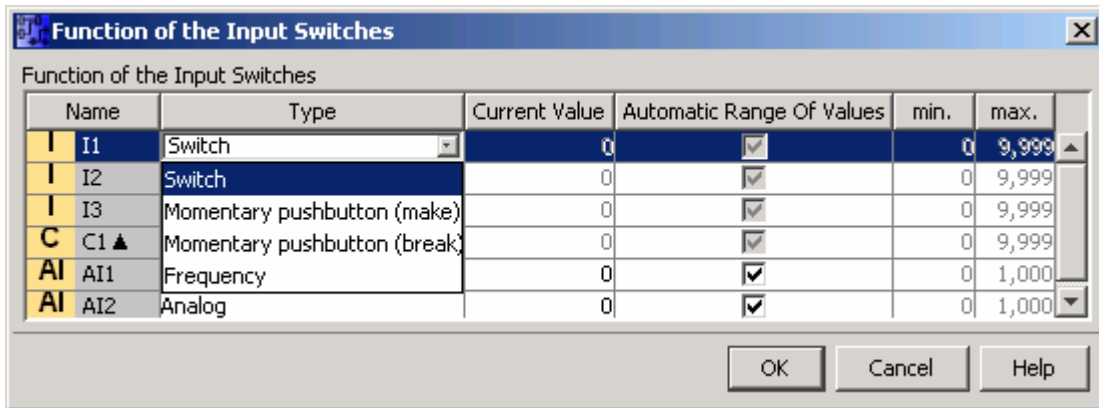 Function of the Input Switches
Function of the Input Switches
Name Type Current Value Automatic Range Of Values min. max.
I I1 Switch 0 0 9,999
I I2 Switch 0 0 9,999
I I3 Momentary pushbutton (make) 0 0 9,999
C C1▲ Momentary pushbutton (break) 0 0 9,999
AI AI1 Frequency 0 0 1,000
AI AI2 Analog 0 0 1,000
OK Cancel Help